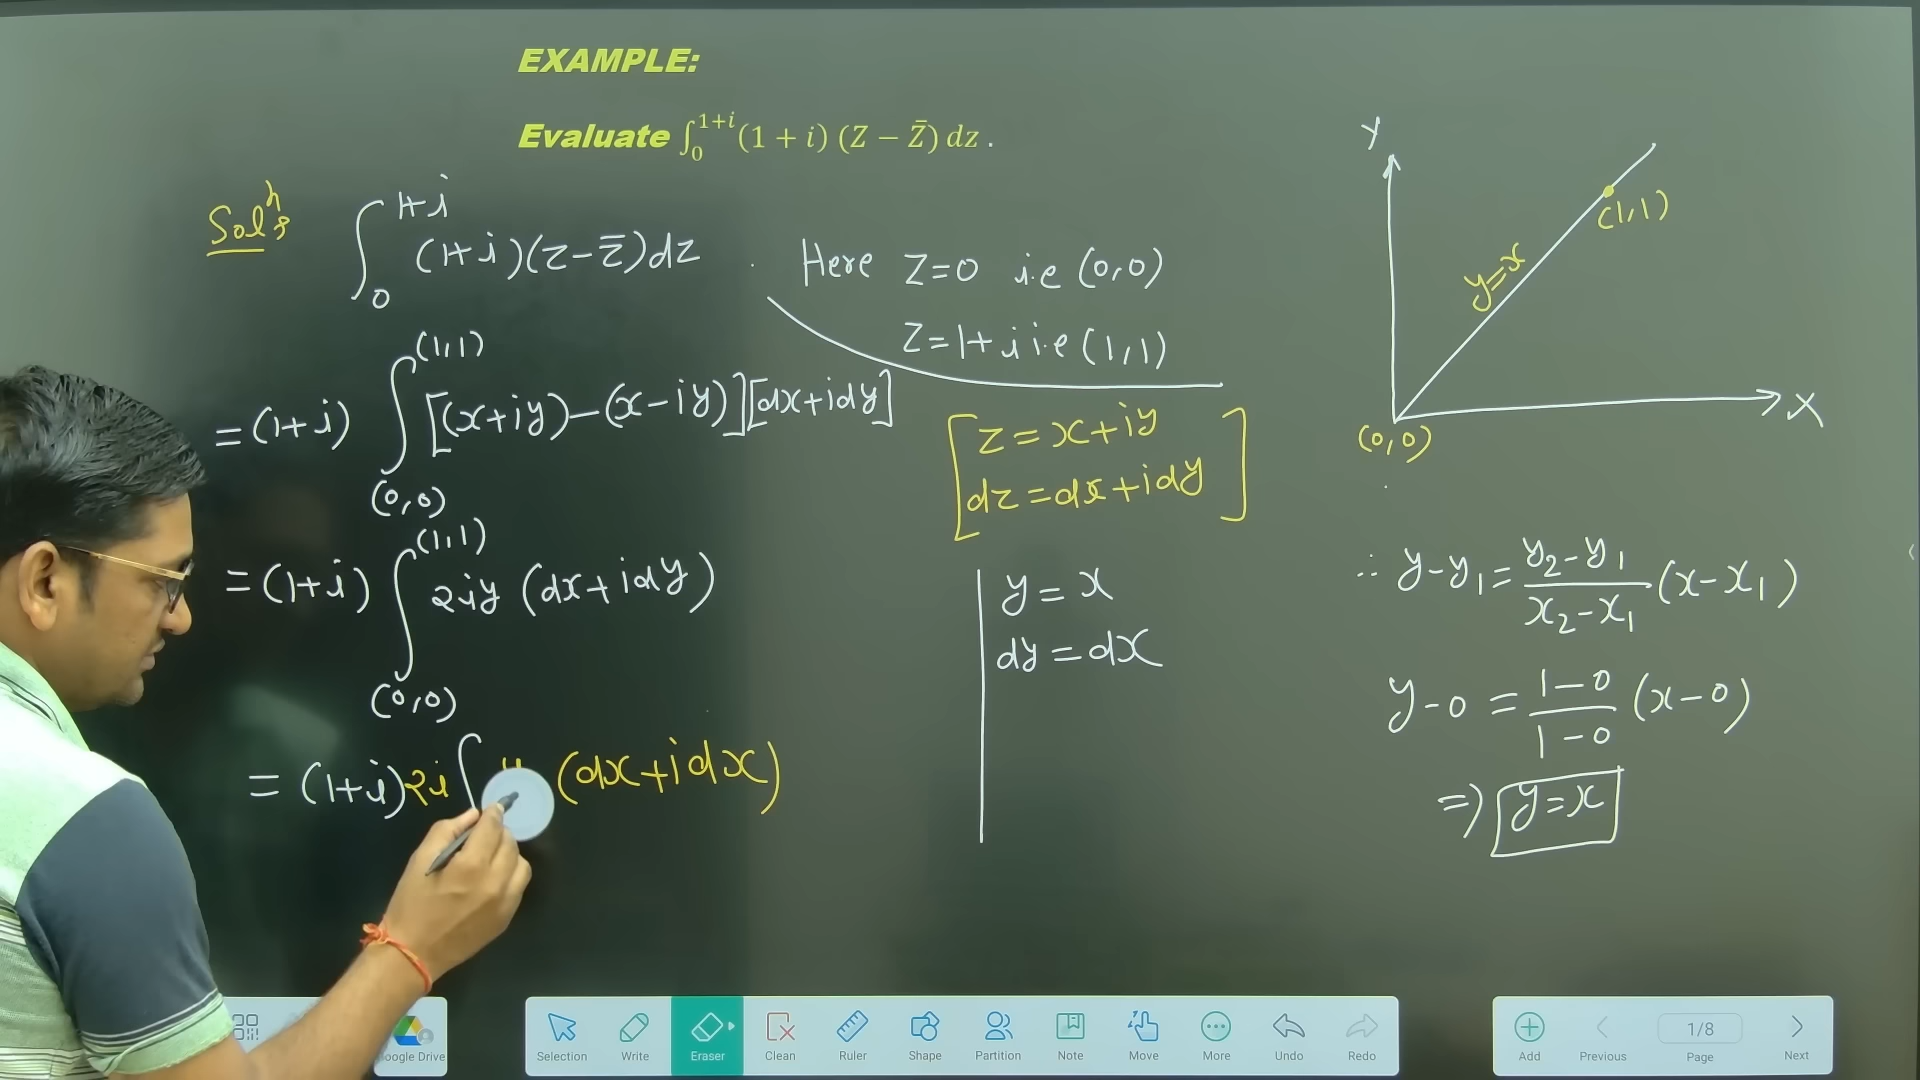 EXAMPLE:
Evaluate ∫₀^{1+i} (1 + i) (Z − Z̄) dz .
Solⁿ:
∫₀^{1+i} (1+i)(z−z̄)dz . Here z=0 i.e (0,0)
z=1+i i.e (1,1)
=(1+i) ∫_{(0,0)}^{(1,1)} [(x+iy)−(x−iy)][dx+idy]
[z=x+iy
dz=dx+idy]
=(1+i) ∫_{(0,0)}^{(1,1)} 2iy (dx+idy)
y=x
dy=dx
=(1+i)2i∫ (dx+idx)
Y
(1,1)
y=x
X
(0,0)
∴ y−y₁=\frac{y₂−y₁}{x₂−x₁}(x−x₁)
y−0=\frac{1−0}{1−0}(x−0)
⇒ y=x
Google Drive
Selection Write Eraser Clean Ruler Shape Partition Note Move More Undo Redo
1/8
Add Previous Page Next